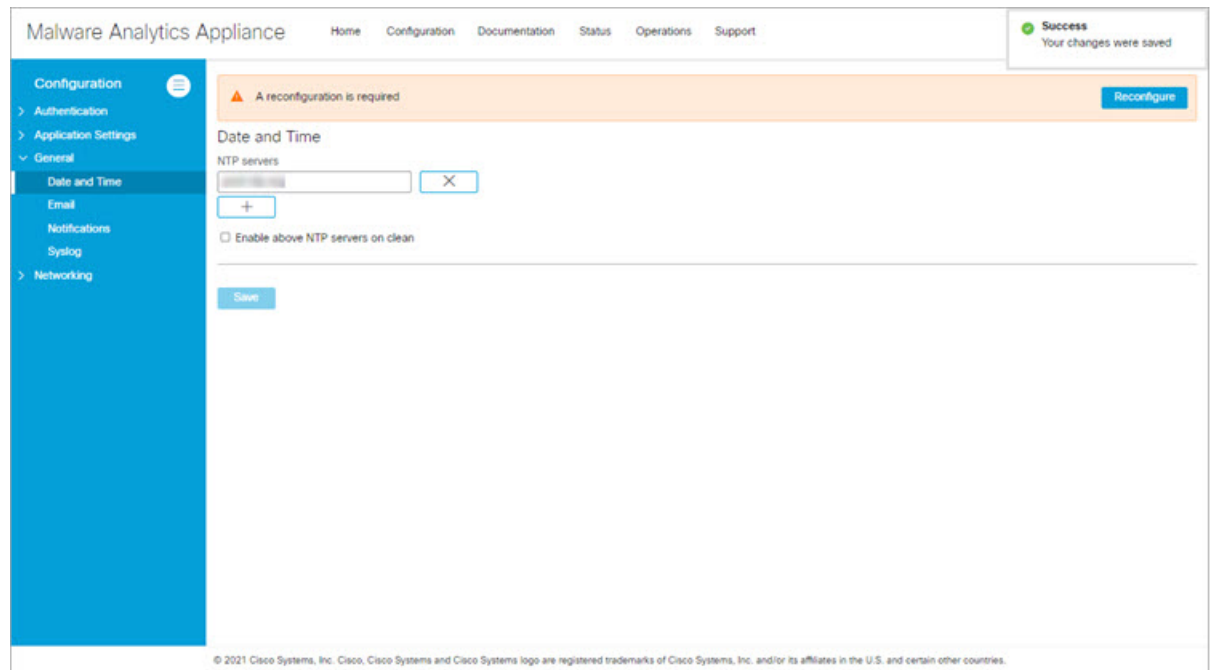 Malware Analytics Appliance
Home Configuration Documentation Status Operations Support
Success
Your changes were saved
Configuration
Authentication
Application Settings
General
Date and Time
Email
Notifications
Syslog
Networking
A reconfiguration is required
Reconfigure
Date and Time
NTP servers
Enable above NTP servers on clean
Save
© 2021 Cisco Systems, Inc. Cisco, Cisco Systems and Cisco Systems logo are registered trademarks of Cisco Systems, Inc. and/or its affiliates in the U.S. and certain other countries.